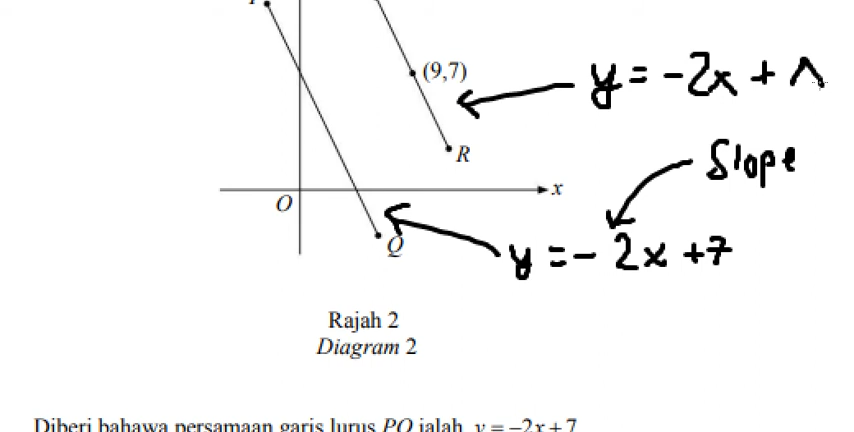 (9,7)
y = -2x + ^
R
Slope
x
O
Q
y = - 2x + 7
Rajah 2
Diagram 2
Diberi bahawa persamaan garis lurus PQ ialah y = −2x + 7